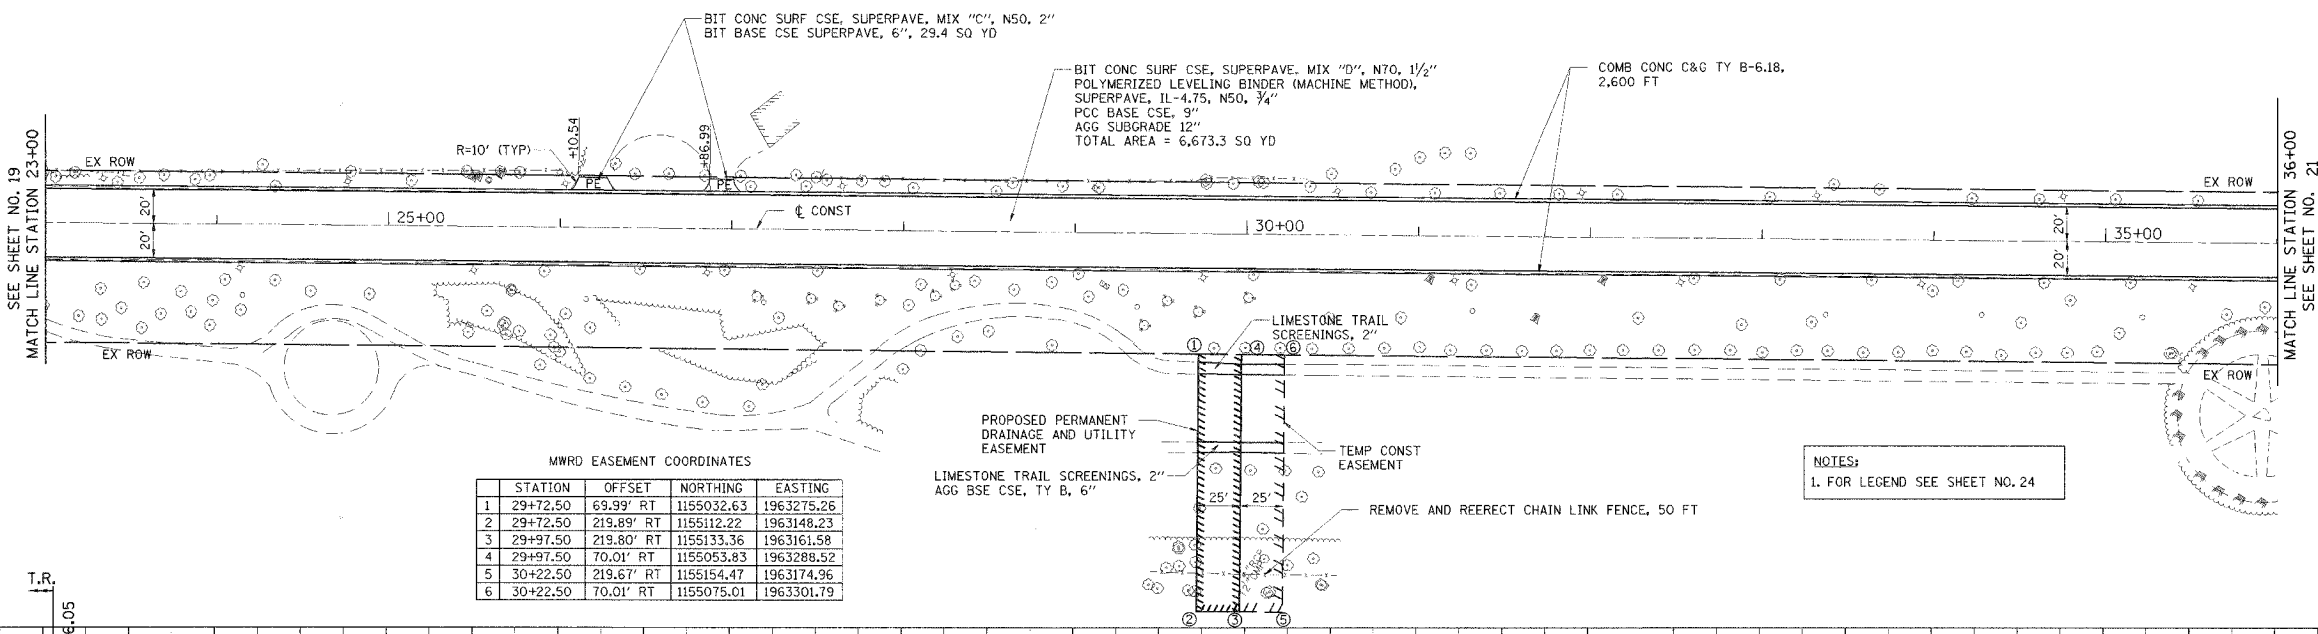 BIT CONC SURF CSE, SUPERPAVE, MIX "C", N50, 2"
BIT BASE CSE SUPERPAVE, 6", 29.4 SQ YD
BIT CONC SURF CSE, SUPERPAVE, MIX "D", N70, 1½"
POLYMERIZED LEVELING BINDER (MACHINE METHOD),
SUPERPAVE, IL-4.75, N50, ¾"
PCC BASE CSE, 9"
AGG SUBGRADE 12"
TOTAL AREA = 6,673.3 SQ YD
COMB CONC C&G TY B-6.18,
2,600 FT
SEE SHEET NO. 19
MATCH LINE STATION 23+00
EX ROW
R=10' (TYP)
+10.54
PE
+86.99
PE
EX ROW
MATCH LINE STATION 36+00
SEE SHEET NO. 21
20'
20'
25+00
℄ CONST
30+00
20'
20'
35+00
EX ROW
LIMESTONE TRAIL
SCREENINGS, 2"
1
4
6
EX ROW
PROPOSED PERMANENT
DRAINAGE AND UTILITY
EASEMENT
LIMESTONE TRAIL SCREENINGS, 2"
AGG BSE CSE, TY B, 6"
TEMP CONST
EASEMENT
25'
25'
REMOVE AND REERECT CHAIN LINK FENCE, 50 FT
2
3
5
NOTES:
1. FOR LEGEND SEE SHEET NO. 24
MWRD EASEMENT COORDINATES
STATION OFFSET NORTHING EASTING
1 29+72.50 69.99' RT 1155032.63 1963275.26
2 29+72.50 219.89' RT 1155112.22 1963148.23
3 29+97.50 219.80' RT 1155133.36 1963161.58
4 29+97.50 70.01' RT 1155053.83 1963288.52
5 30+22.50 219.67' RT 1155154.47 1963174.96
6 30+22.50 70.01' RT 1155075.01 1963301.79
T.R.
6.05